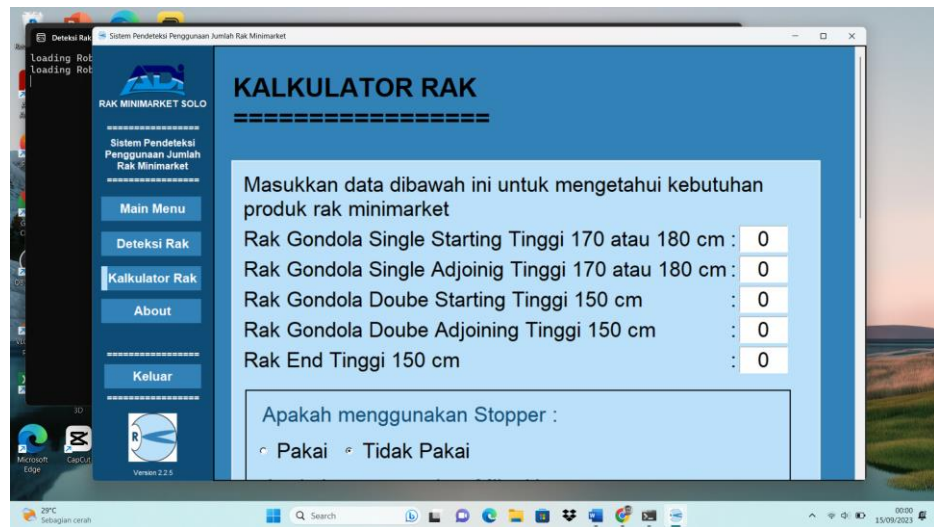 Deteksi Rak
Sistem Pendeteksi Penggunaan Jumlah Rak Minimarket
loading Rob
loading Rob
ADi
RAK MINIMARKET SOLO
=================
Sistem Pendeteksi
Penggunaan Jumlah
Rak Minimarket
=================
Main Menu
Deteksi Rak
Kalkulator Rak
About
=================
Keluar
=================
R
Version 2.2.5
KALKULATOR RAK
=================
Masukkan data dibawah ini untuk mengetahui kebutuhan
produk rak minimarket
Rak Gondola Single Starting Tinggi 170 atau 180 cm : 0
Rak Gondola Single Adjoinig Tinggi 170 atau 180 cm : 0
Rak Gondola Doube Starting Tinggi 150 cm : 0
Rak Gondola Doube Adjoining Tinggi 150 cm : 0
Rak End Tinggi 150 cm : 0
Apakah menggunakan Stopper :
Pakai Tidak Pakai
3D
Microsoft
Edge
CapCut
29°C
Sebagian cerah
Search
00:00
15/09/2023